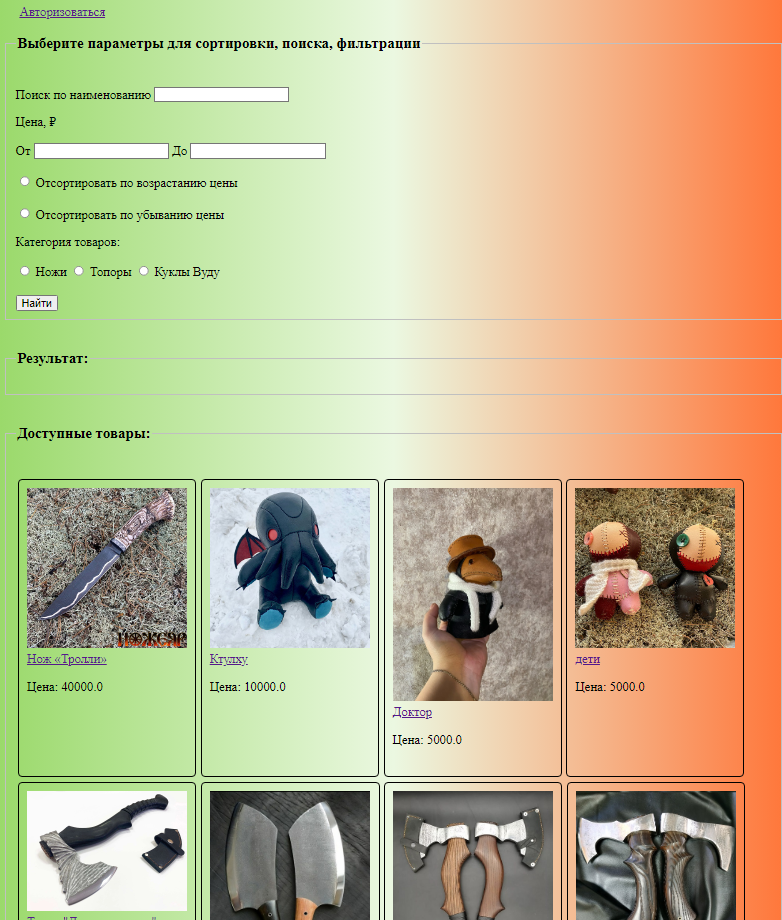 Авторизоваться
Выберите параметры для сортировки, поиска, фильтрации
Поиск по наименованию
Цена, ₽
От До
Отсортировать по возрастанию цены
Отсортировать по убыванию цены
Категория товаров:
Ножи Топоры Куклы Вуду
Найти
Результат:
Доступные товары:
Нож «Тролли»
Цена: 40000.0
Ктулху
Цена: 10000.0
Доктор
Цена: 5000.0
дети
Цена: 5000.0